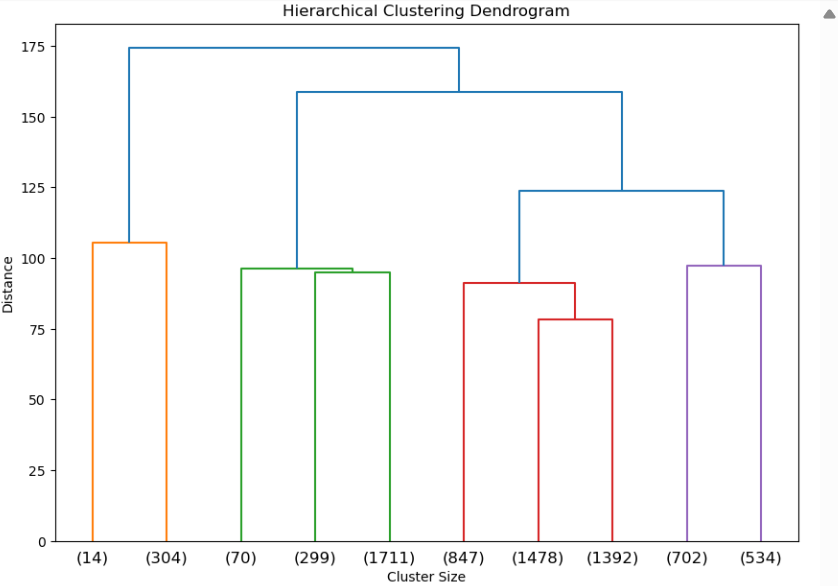 Hierarchical Clustering Dendrogram
175
150
125
100
75
50
25
0
Distance
(14) (304) (70) (299) (1711) (847) (1478) (1392) (702) (534)
Cluster Size